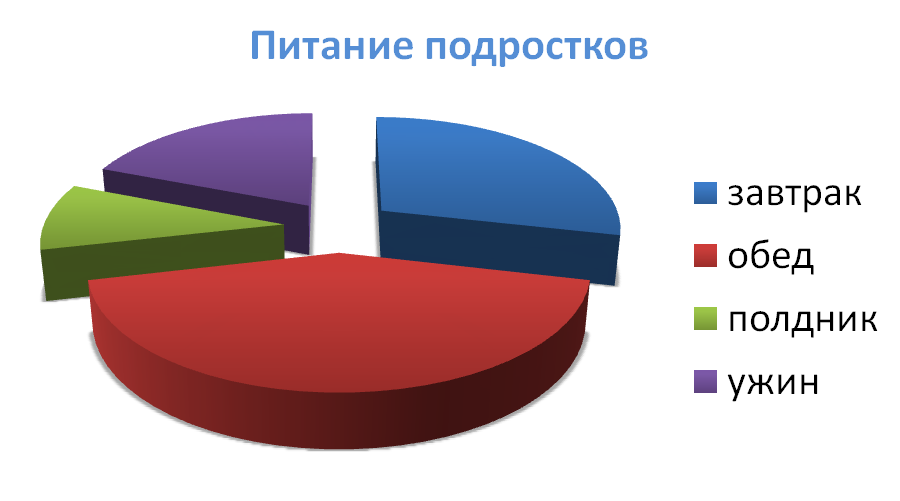 Питание подростков
завтрак
обед
полдник
ужин